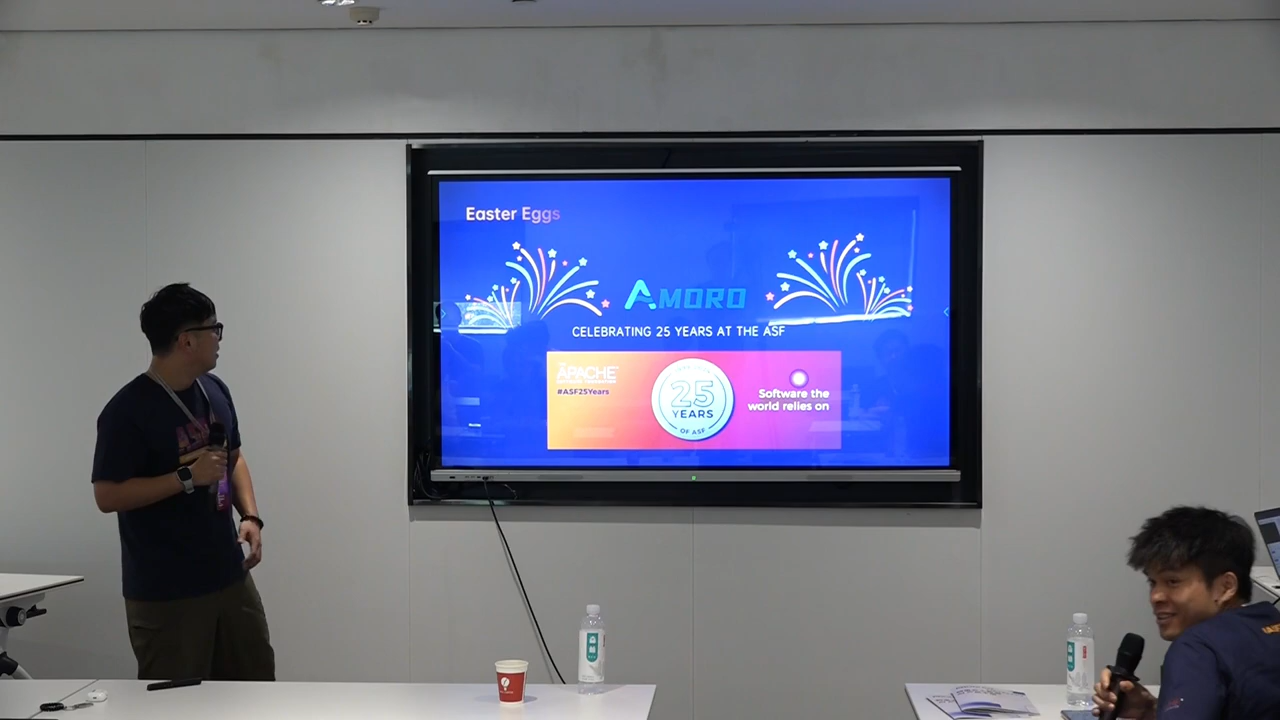 Easter Eggs
AMORO
CELEBRATING 25 YEARS AT THE ASF
APACHE
#ASF25Years
25
YEARS
OF ASF
Software the
world relies on